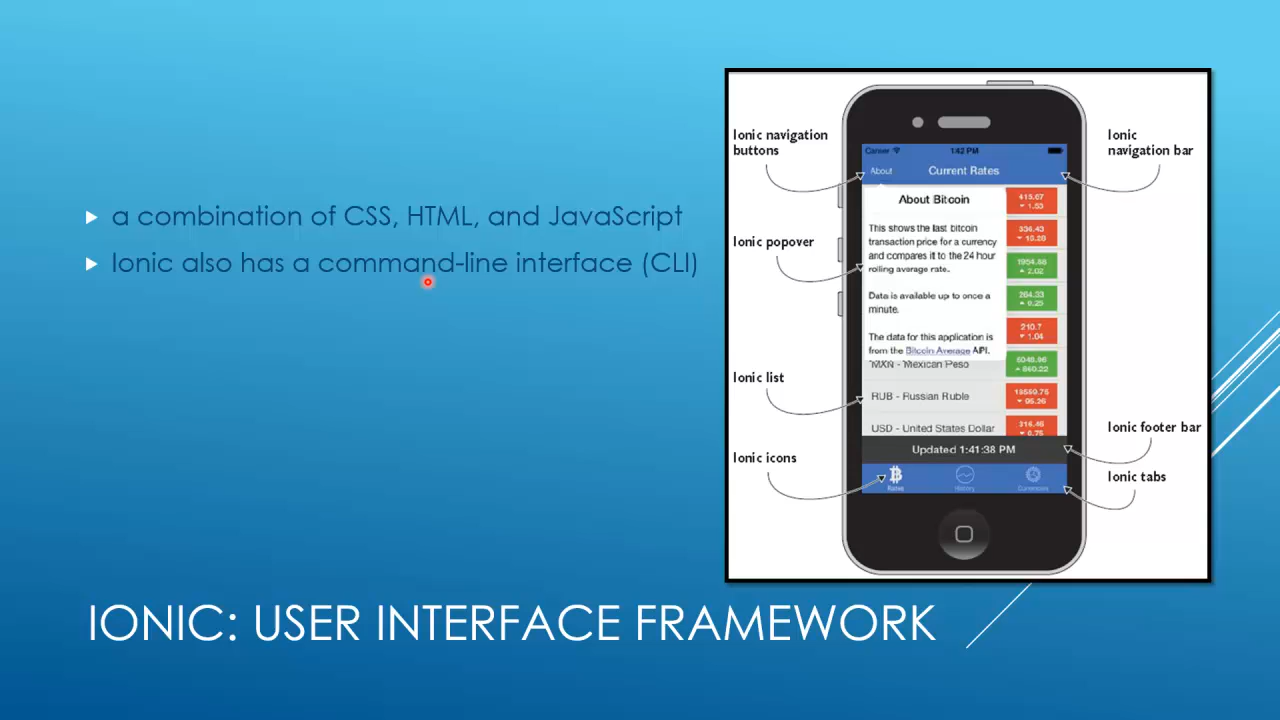 a combination of CSS, HTML, and JavaScript
Ionic also has a command-line interface (CLI)
Ionic navigation
buttons
Ionic popover
Ionic list
Ionic icons
Ionic
navigation bar
Ionic footer bar
Ionic tabs
Carrier 1:42 PM
About Current Rates
About Bitcoin
This shows the last bitcoin
transaction price for a currency
and compares it to the 24 hour
rolling average rate.
Data is available up to once a
minute.
The data for this application is
from the Bitcoin Average API.
MXN - Mexican Peso
RUB - Russian Ruble
USD - United States Dollar
415.67
▼ 1.53
334.43
1954.88
▲ 2.02
264.33
▲ 0.25
210.7
▼ 1.04
6048.96
▲ 860.22
18559.75
▼ 95.26
316.46
▼ 0.75
Updated 1:41:38 PM
Rates History Currencies
IONIC: USER INTERFACE FRAMEWORK